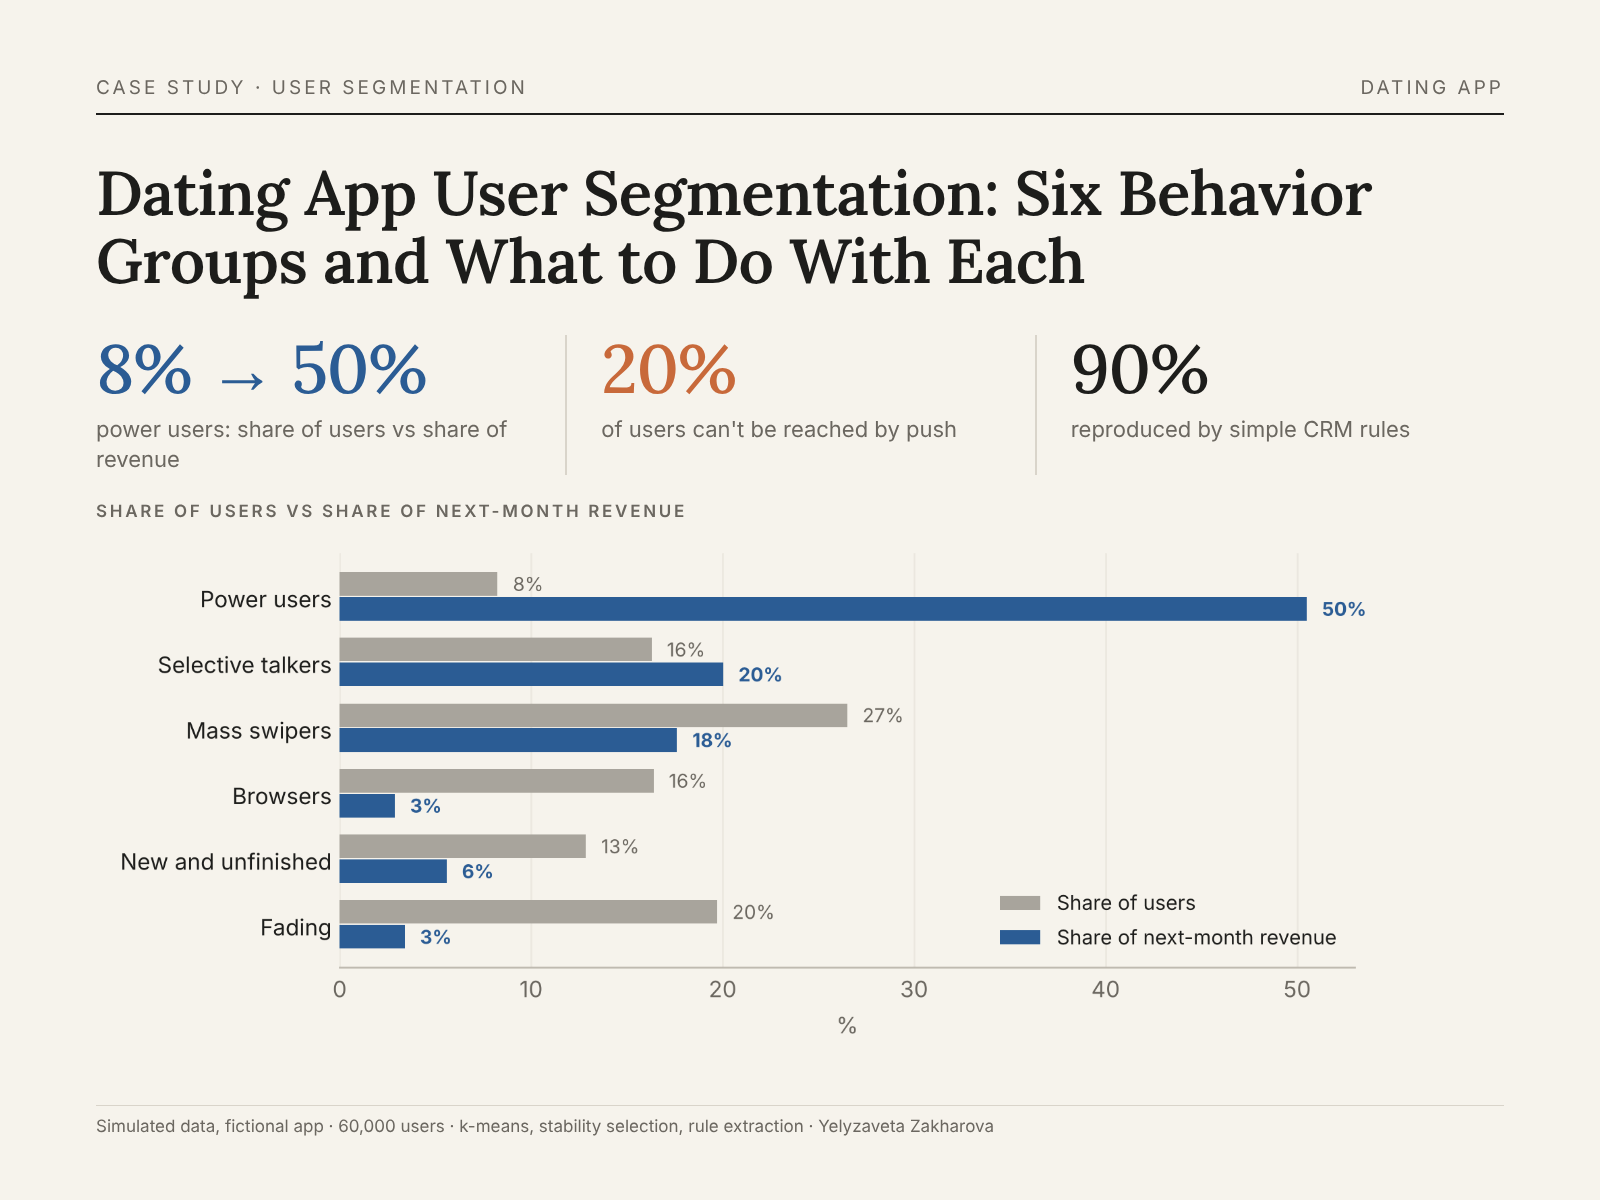 CASE STUDY · USER SEGMENTATION
DATING APP
Dating App User Segmentation: Six Behavior
Groups and What to Do With Each
8% → 50%
power users: share of users vs share of
revenue
20%
of users can't be reached by push
90%
reproduced by simple CRM rules
SHARE OF USERS VS SHARE OF NEXT-MONTH REVENUE
Power users
8%
50%
Selective talkers
16%
20%
Mass swipers
27%
18%
Browsers
16%
3%
New and unfinished
13%
6%
Fading
20%
3%
Share of users
Share of next-month revenue
0 10 20 30 40 50
%
Simulated data, fictional app · 60,000 users · k-means, stability selection, rule extraction · Yelyzaveta Zakharova